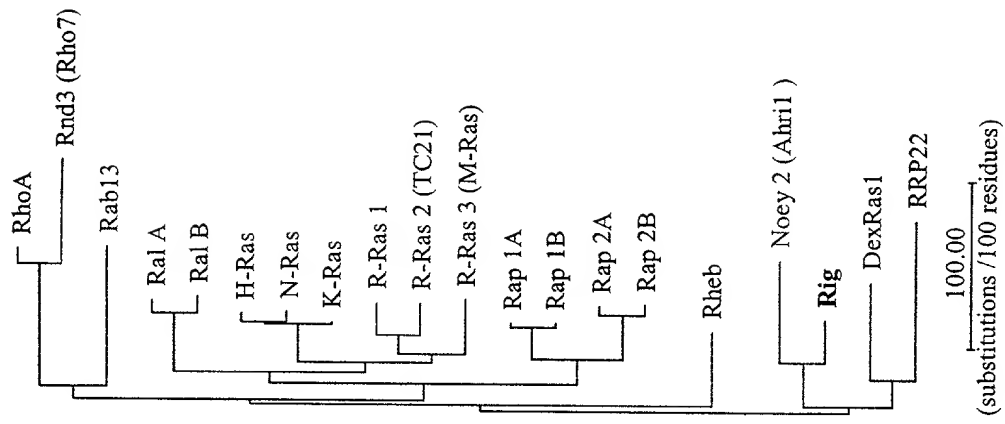 RhoA
Rnd3 (Rho7)
Rab13
Ral A
Ral B
H-Ras
N-Ras
K-Ras
R-Ras 1
R-Ras 2 (TC21)
R-Ras 3 (M-Ras)
Rap 1A
Rap 1B
Rap 2A
Rap 2B
Rheb
Noey 2 (Ahri1 )
Rig
DexRas1
RRP22
100.00
(substitutions /100 residues)